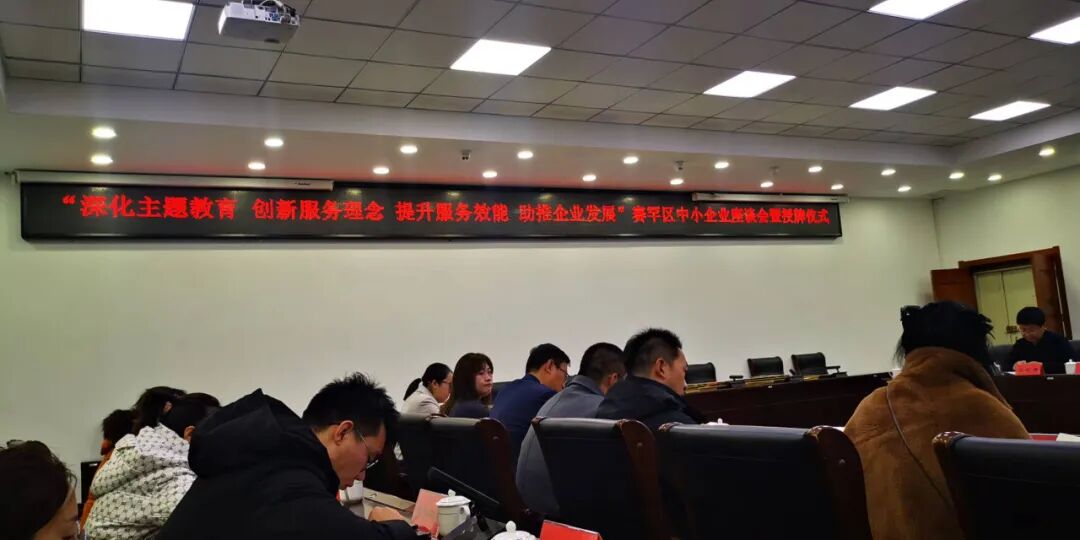 “深化主题教育 创新服务理念 提升服务效能 助推企业发展”赛罕区中小企业座谈会暨授牌仪式